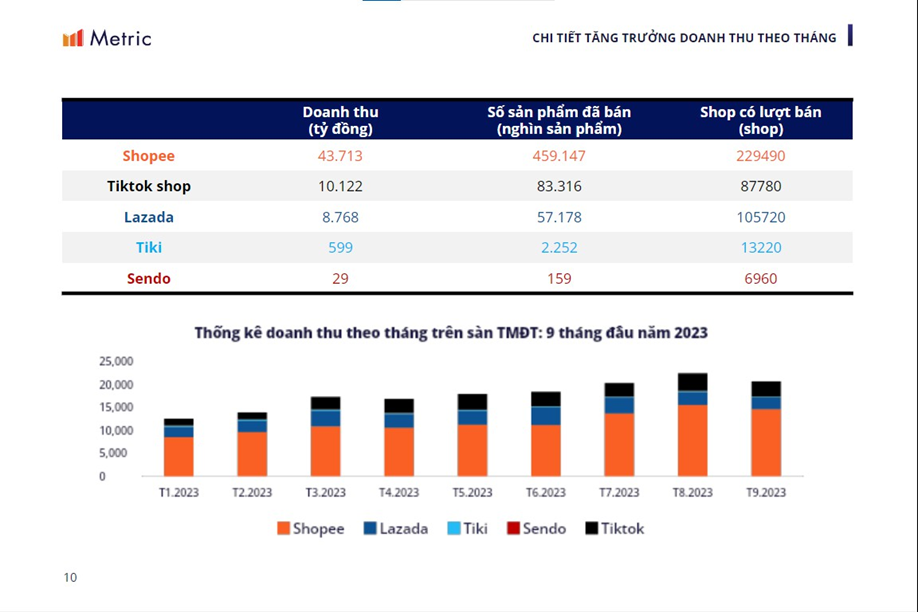 Metric
CHI TIẾT TĂNG TRƯỞNG DOANH THU THEO THÁNG
Doanh thu Số sản phẩm đã bán Shop có lượt bán
(tỷ đồng) (nghìn sản phẩm) (shop)
Shopee 43.713 459.147 229490
Tiktok shop 10.122 83.316 87780
Lazada 8.768 57.178 105720
Tiki 599 2.252 13220
Sendo 29 159 6960
Thống kê doanh thu theo tháng trên sàn TMĐT: 9 tháng đầu năm 2023
25,000
20,000
15,000
10,000
5,000
0
T1.2023 T2.2023 T3.2023 T4.2023 T5.2023 T6.2023 T7.2023 T8.2023 T9.2023
Shopee Lazada Tiki Sendo Tiktok
10